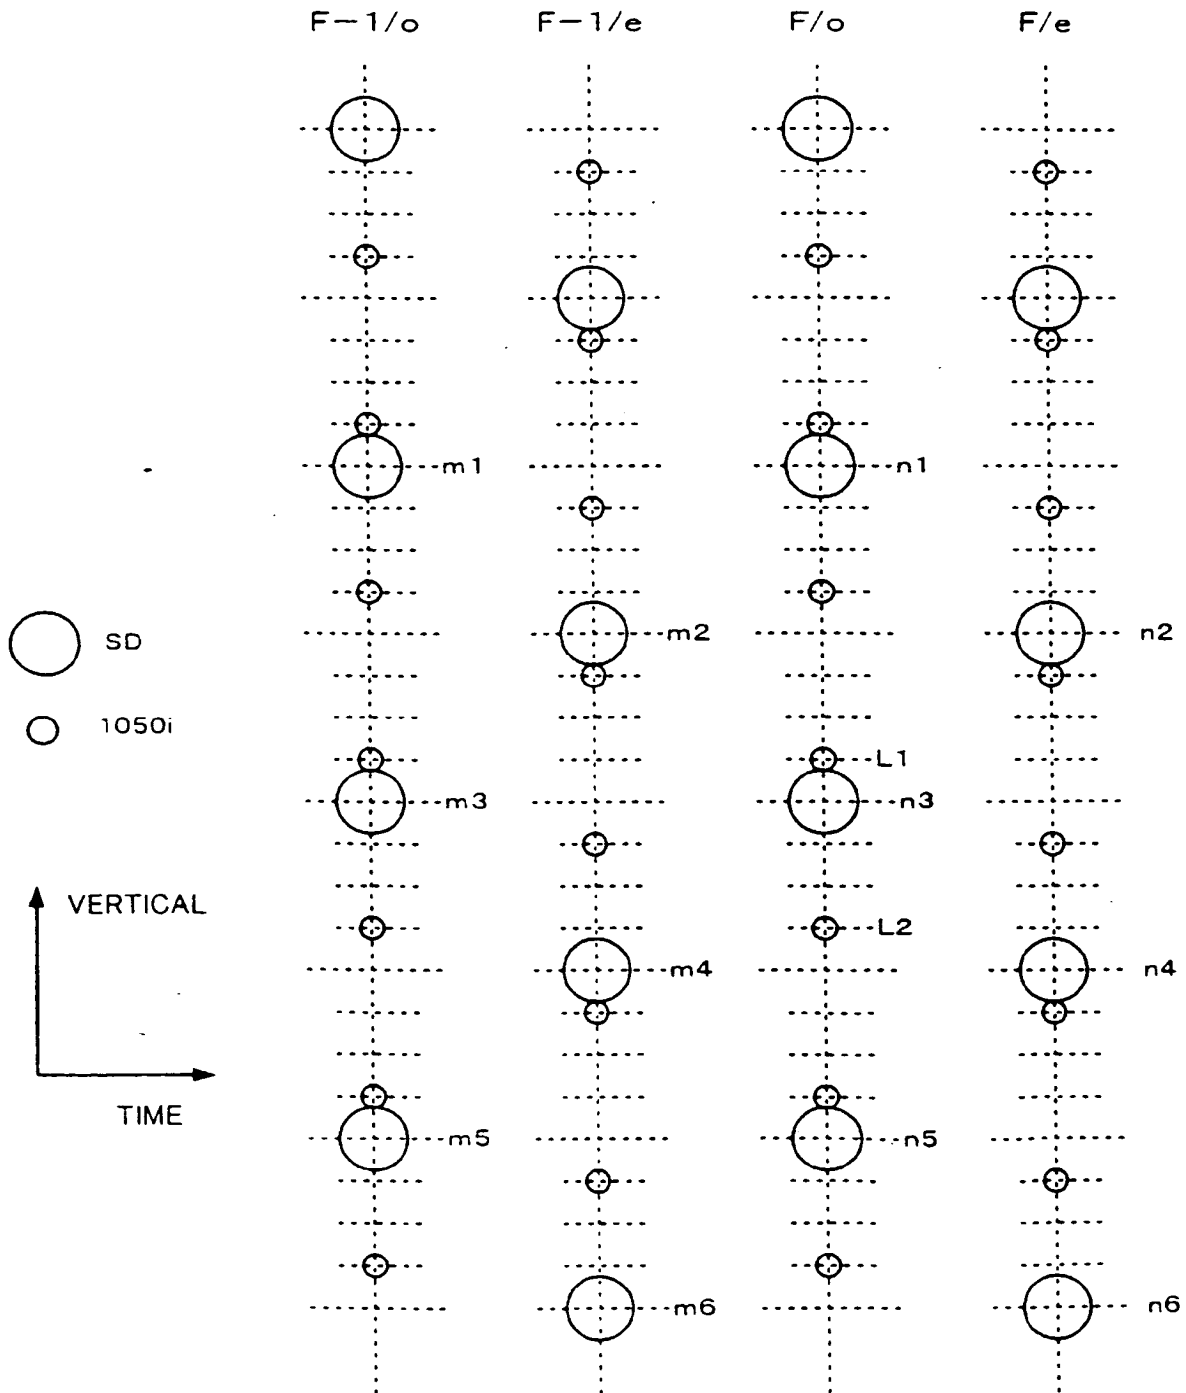 F-1/o F-1/e F/o F/e
m1 n1
SD
m2 n2
1050i
L1
m3 n3
VERTICAL
L2
m4 n4
TIME
m5 n5
m6 n6